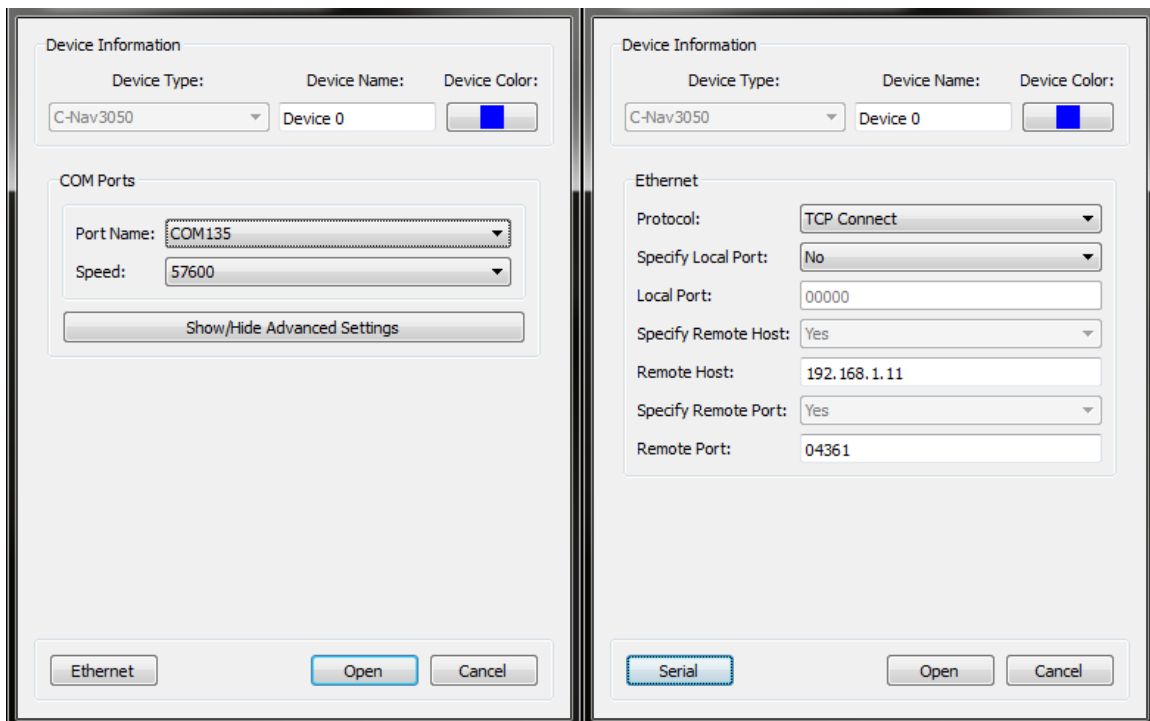 Device Information
Device Type: Device Name: Device Color:
C-Nav3050 Device 0
COM Ports
Port Name: COM135
Speed: 57600
Show/Hide Advanced Settings
Ethernet Open Cancel
Device Information
Device Type: Device Name: Device Color:
C-Nav3050 Device 0
Ethernet
Protocol: TCP Connect
Specify Local Port: No
Local Port: 00000
Specify Remote Host: Yes
Remote Host: 192.168.1.11
Specify Remote Port: Yes
Remote Port: 04361
Serial Open Cancel